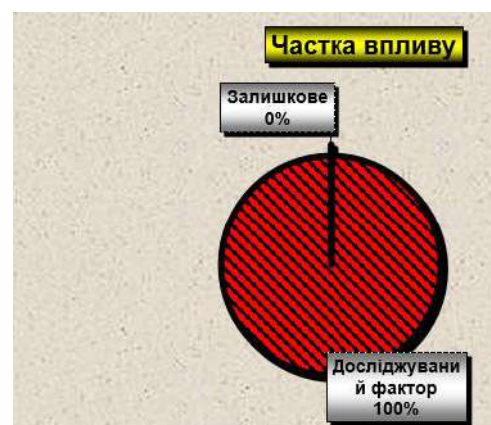 Частка впливу
Залишкове
0%
Досліджувани
й фактор
100%